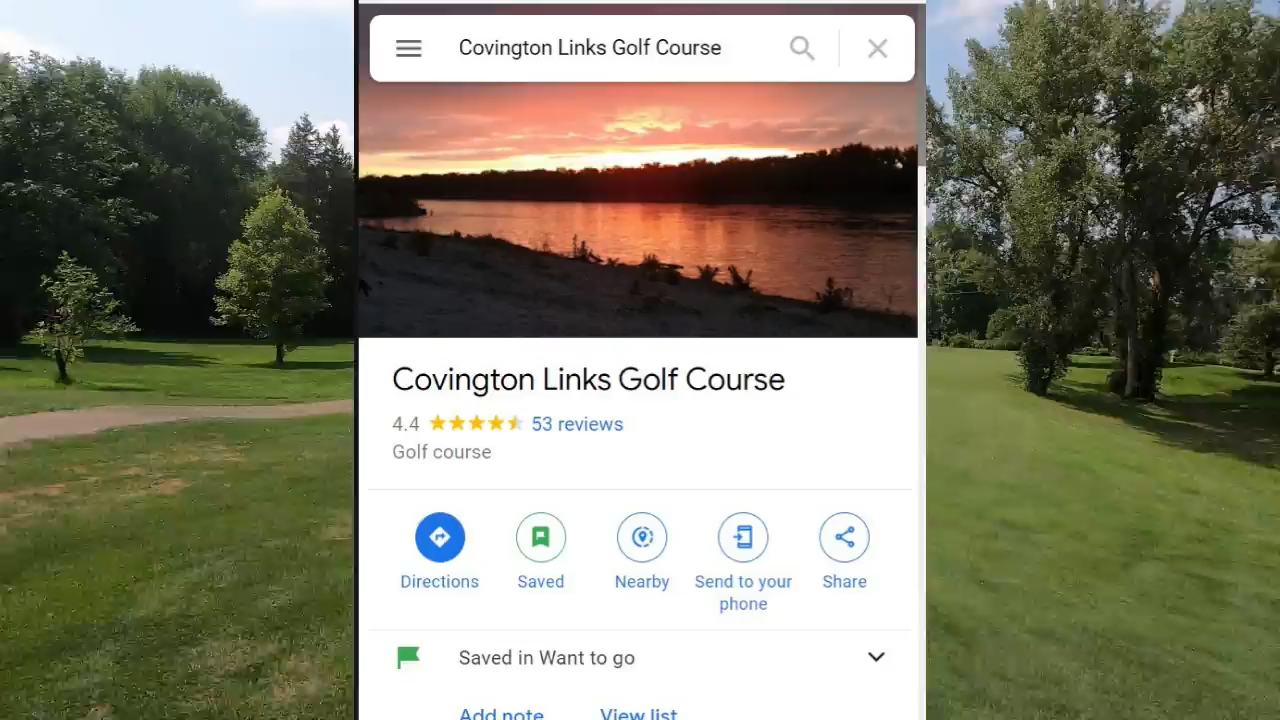 Covington Links Golf Course
Covington Links Golf Course
4.4 53 reviews
Golf course
Directions Saved Nearby Send to your phone Share
Saved in Want to go
Add note View list